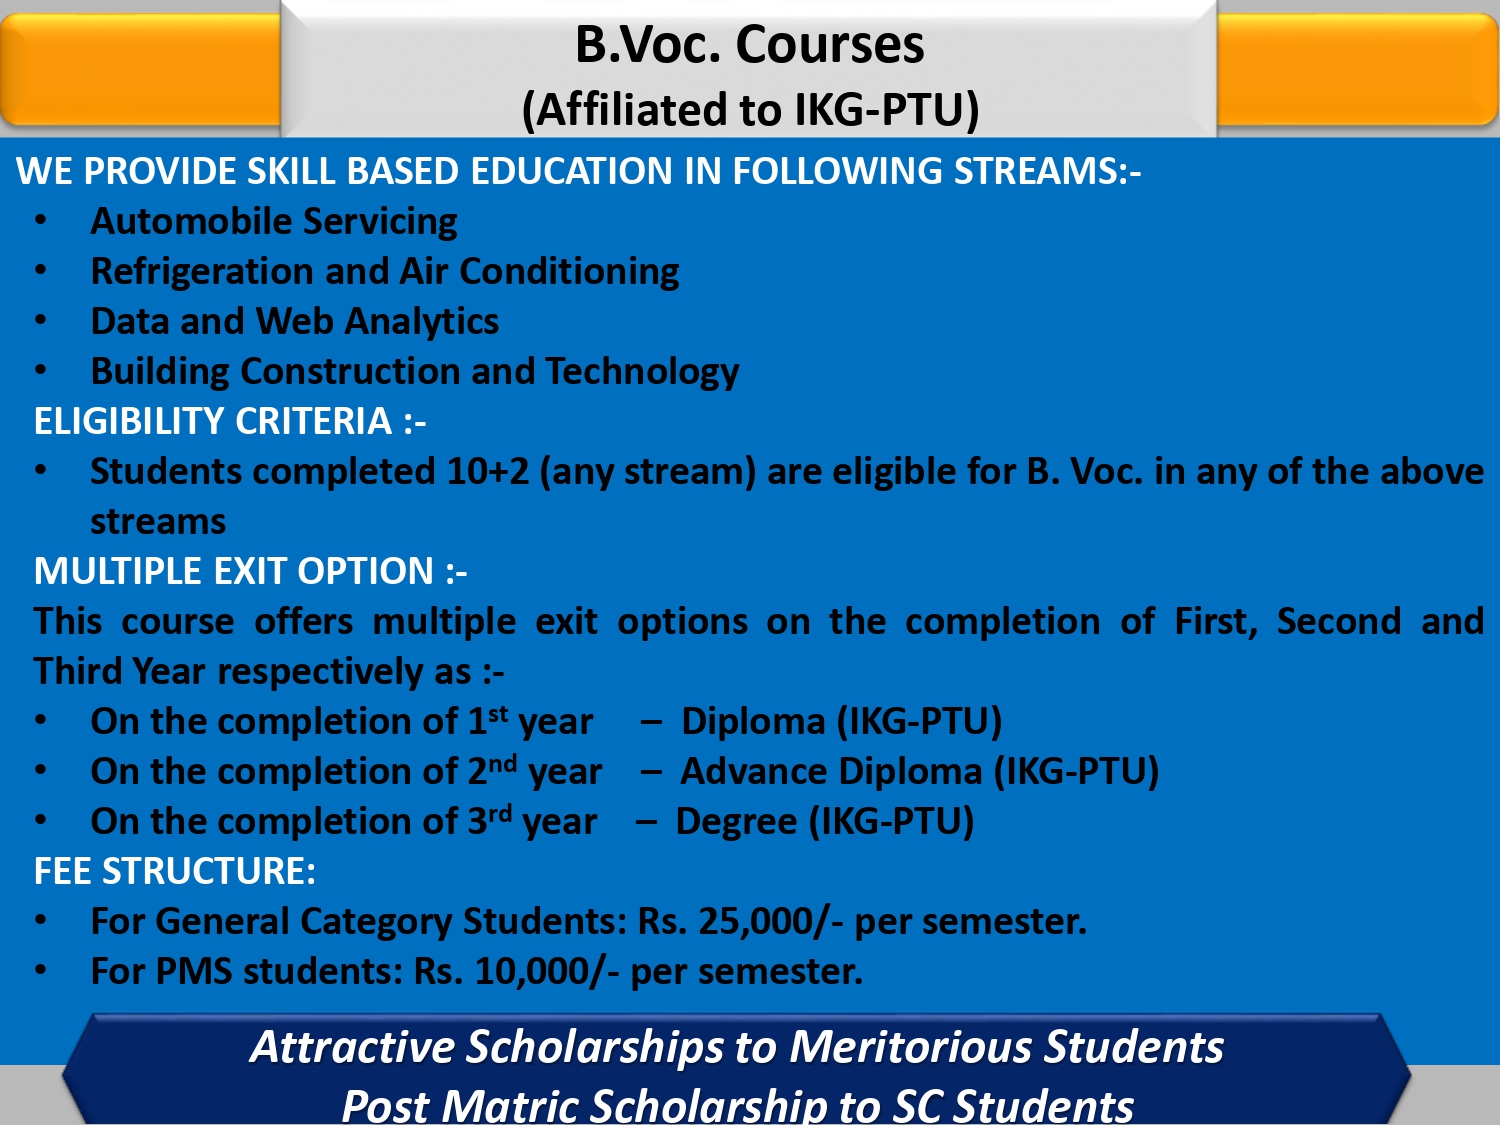 B.Voc. Courses
(Affiliated to IKG-PTU)
WE PROVIDE SKILL BASED EDUCATION IN FOLLOWING STREAMS:-
• Automobile Servicing
• Refrigeration and Air Conditioning
• Data and Web Analytics
• Building Construction and Technology
ELIGIBILITY CRITERIA :-
• Students completed 10+2 (any stream) are eligible for B. Voc. in any of the above
streams
MULTIPLE EXIT OPTION :-
This course offers multiple exit options on the completion of First, Second and
Third Year respectively as :-
• On the completion of 1st year – Diploma (IKG-PTU)
• On the completion of 2nd year – Advance Diploma (IKG-PTU)
• On the completion of 3rd year – Degree (IKG-PTU)
FEE STRUCTURE:
• For General Category Students: Rs. 25,000/- per semester.
• For PMS students: Rs. 10,000/- per semester.
Attractive Scholarships to Meritorious Students
Post Matric Scholarship to SC Students